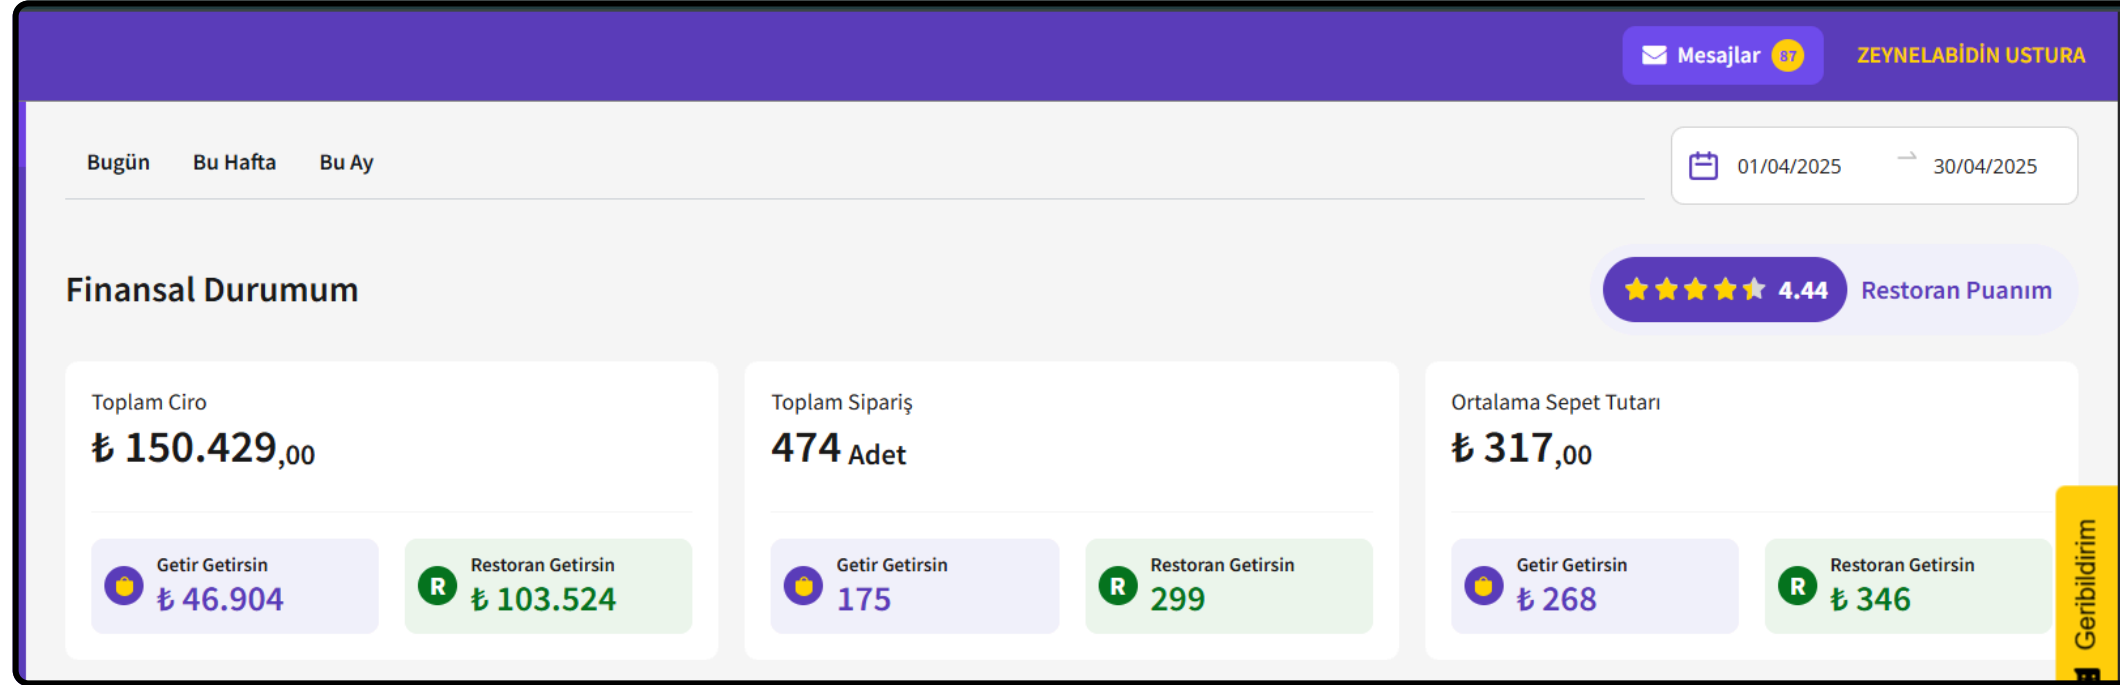 Mesajlar 87 ZEYNELABİDİN USTURA
Bugün Bu Hafta Bu Ay
01/04/2025 → 30/04/2025
Finansal Durumum
4.44 Restoran Puanım
Toplam Ciro
₺ 150.429,00
Getir Getirsin
₺ 46.904
Restoran Getirsin
R ₺ 103.524
Toplam Sipariş
474 Adet
Getir Getirsin
175
Restoran Getirsin
R 299
Ortalama Sepet Tutarı
₺ 317,00
Getir Getirsin
₺ 268
Restoran Getirsin
R ₺ 346
Geribildirim